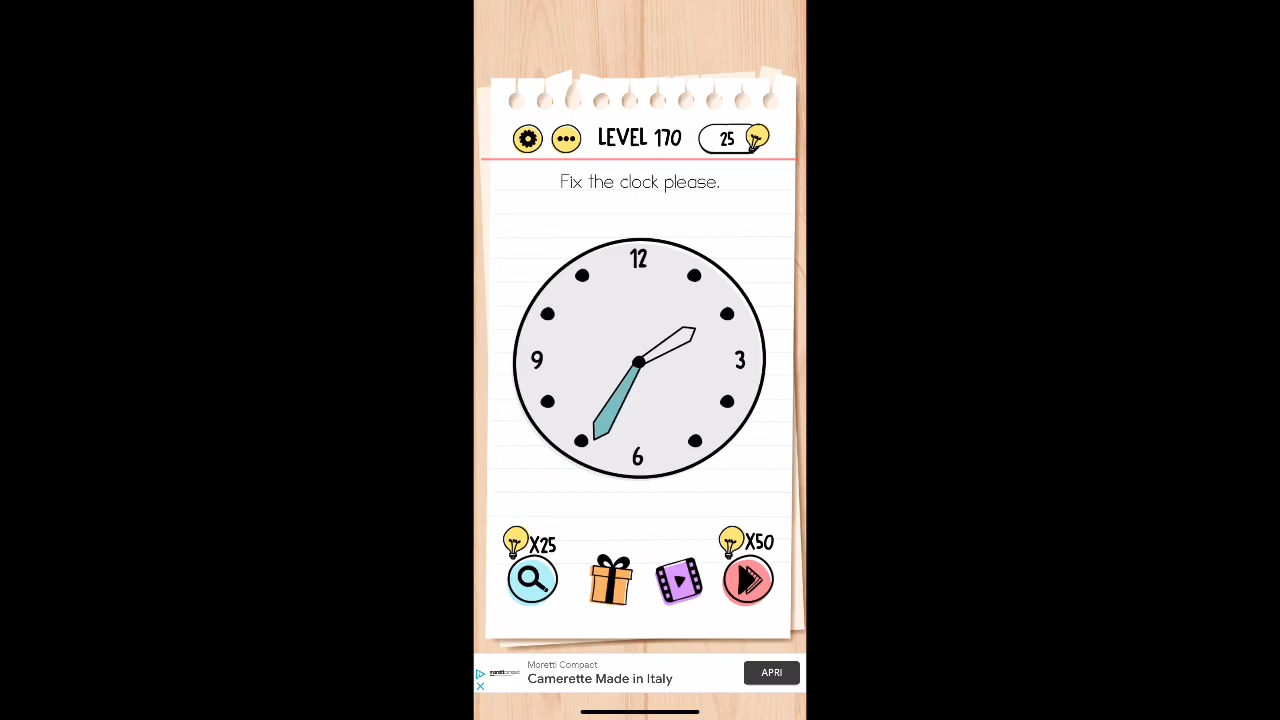 LEVEL 170
25
Fix the clock please.
12
9
3
6
X25
X50
Moretti Compact
Camerette Made in Italy
APRI